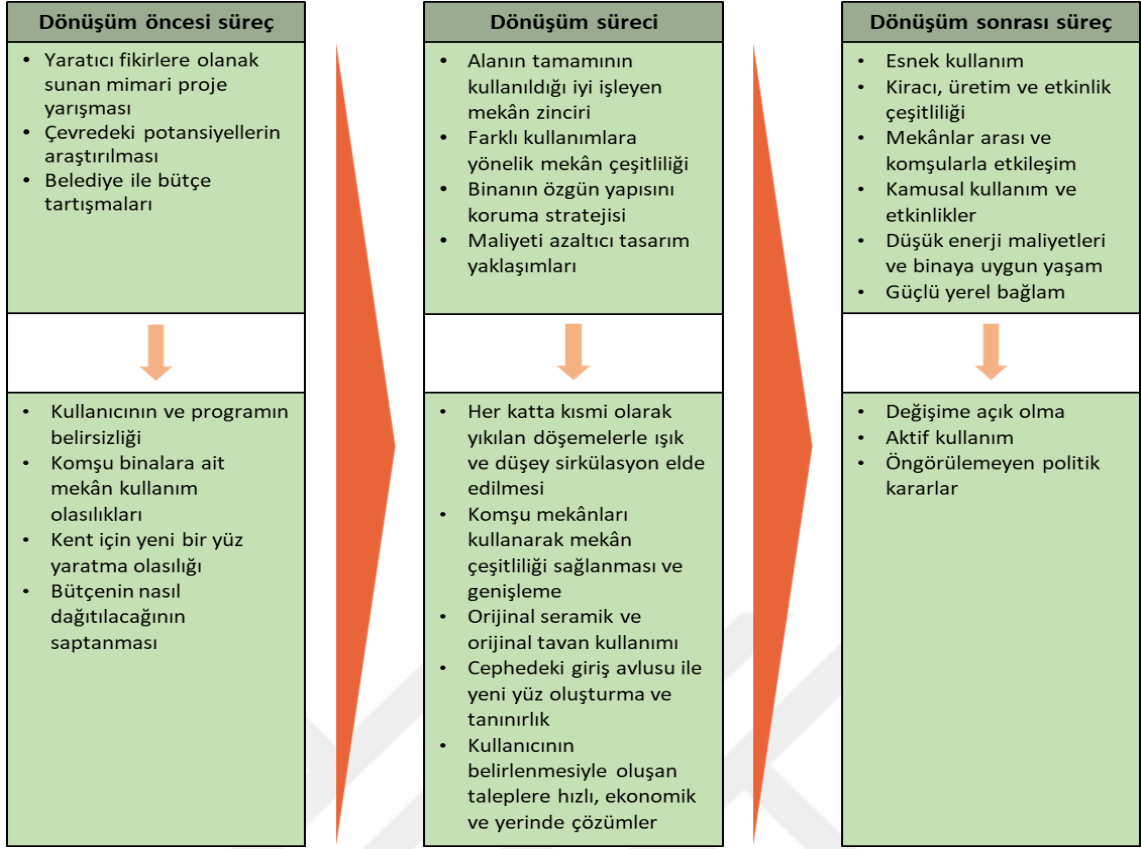 Dönüşüm öncesi süreç
• Yaratıcı fikirlere olanak
sunan mimari proje
yarışması
• Çevredeki potansiyellerin
araştırılması
• Belediye ile bütçe
tartışmaları
• Kullanıcının ve programın
belirsizliği
• Komşu binalara ait
mekân kullanım
olasılıkları
• Kent için yeni bir yüz
yaratma olasılığı
• Bütçenin nasıl
dağıtılacağının
saptanması
Dönüşüm süreci
• Alanın tamamının
kullanıldığı iyi işleyen
mekân zinciri
• Farklı kullanımlara
yönelik mekân çeşitliliği
• Binanın özgün yapısını
koruma stratejisi
• Maliyeti azaltıcı tasarım
yaklaşımları
• Her katta kısmi olarak
yıkılan döşemelerle ışık
ve düşey sirkülasyon elde
edilmesi
• Komşu mekânları
kullanarak mekân
çeşitliliği sağlanması ve
genişleme
• Orijinal seramik ve
orijinal tavan kullanımı
• Cephedeki giriş avlusu ile
yeni yüz oluşturma ve
tanınırlık
• Kullanıcının
belirlenmesiyle oluşan
taleplere hızlı, ekonomik
ve yerinde çözümler
Dönüşüm sonrası süreç
• Esnek kullanım
• Kiracı, üretim ve etkinlik
çeşitliliği
• Mekânlar arası ve
komşularla etkileşim
• Kamusal kullanım ve
etkinlikler
• Düşük enerji maliyetleri
ve binaya uygun yaşam
• Güçlü yerel bağlam
• Değişime açık olma
• Aktif kullanım
• Öngörülemeyen politik
kararlar